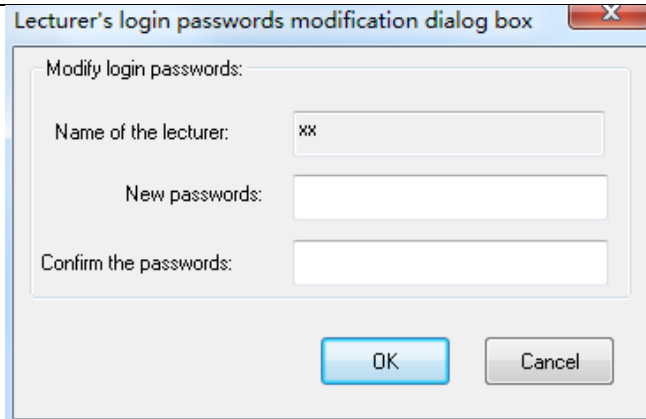 Lecturer's login passwords modification dialog box
Modify login passwords:
Name of the lecturer: xx
New passwords:
Confirm the passwords:
OK Cancel